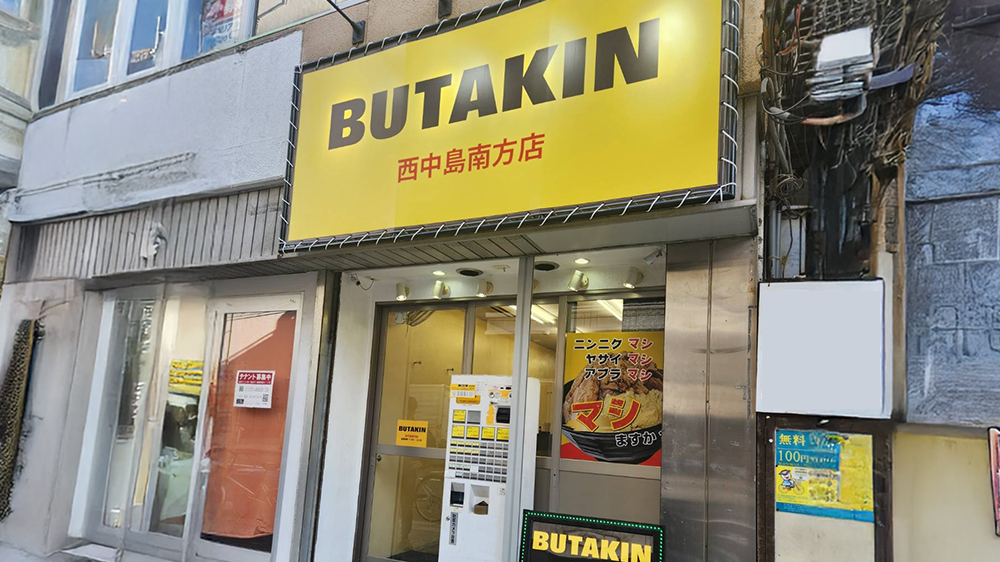 BUTAKIN
西中島南方店
ニンニク マシ
ヤサイ マシ
アブラ マシ
マシ
ますか
テナント募集中
BUTAKIN
無料
100円
BUTAKIN